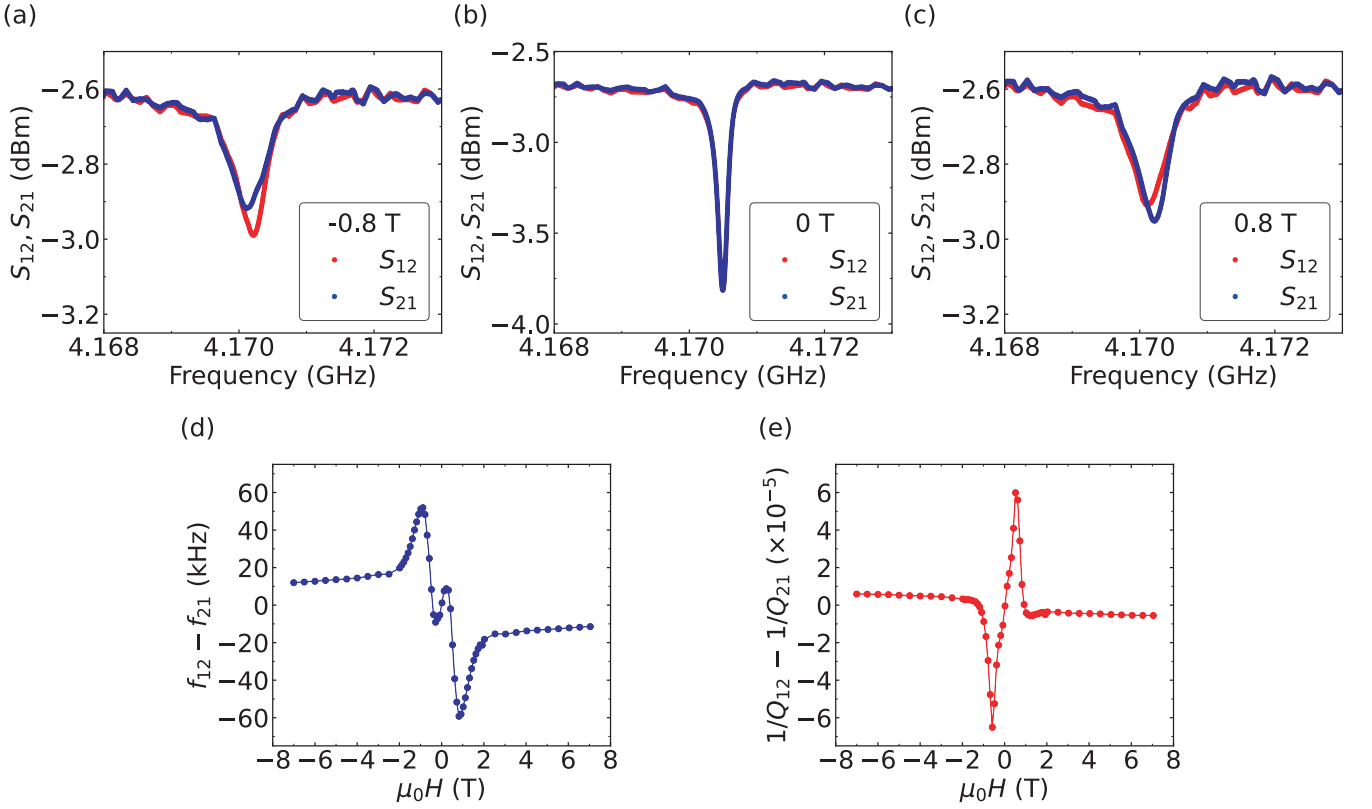 (a)
(b)
(c)
−2.6
−2.8
−3.0
−3.2
S12, S21 (dBm)
-0.8 T
S12
S21
4.168
4.170
4.172
Frequency (GHz)
−2.5
−3.0
−3.5
−4.0
S12, S21 (dBm)
0 T
S12
S21
4.168
4.170
4.172
Frequency (GHz)
−2.6
−2.8
−3.0
−3.2
S12, S21 (dBm)
0.8 T
S12
S21
4.168
4.170
4.172
Frequency (GHz)
(d)
60
40
20
0
−20
−40
−60
f12 − f21 (kHz)
−8 −6 −4 −2 0 2 4 6 8
μ0H (T)
(e)
6
4
2
0
−2
−4
−6
1/Q12 − 1/Q21 (×10−5)
−8 −6 −4 −2 0 2 4 6 8
μ0H (T)